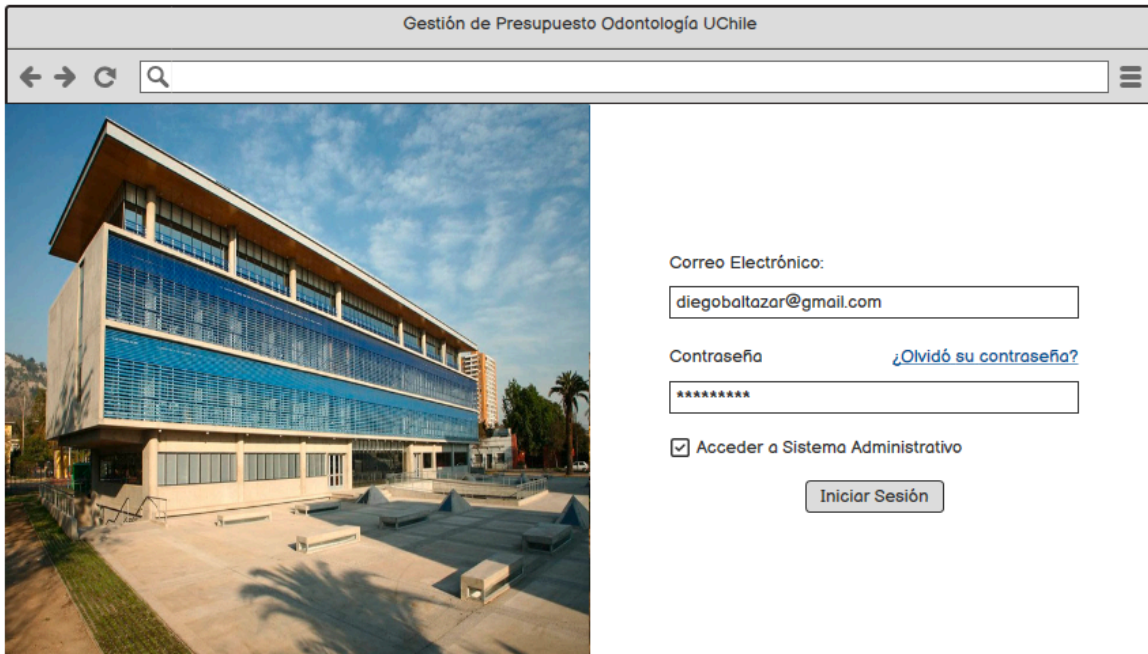 Gestión de Presupuesto Odontología UChile
Correo Electrónico:
diegobaltazar@gmail.com
Contraseña ¿Olvidó su contraseña?
*********
Acceder a Sistema Administrativo
Iniciar Sesión